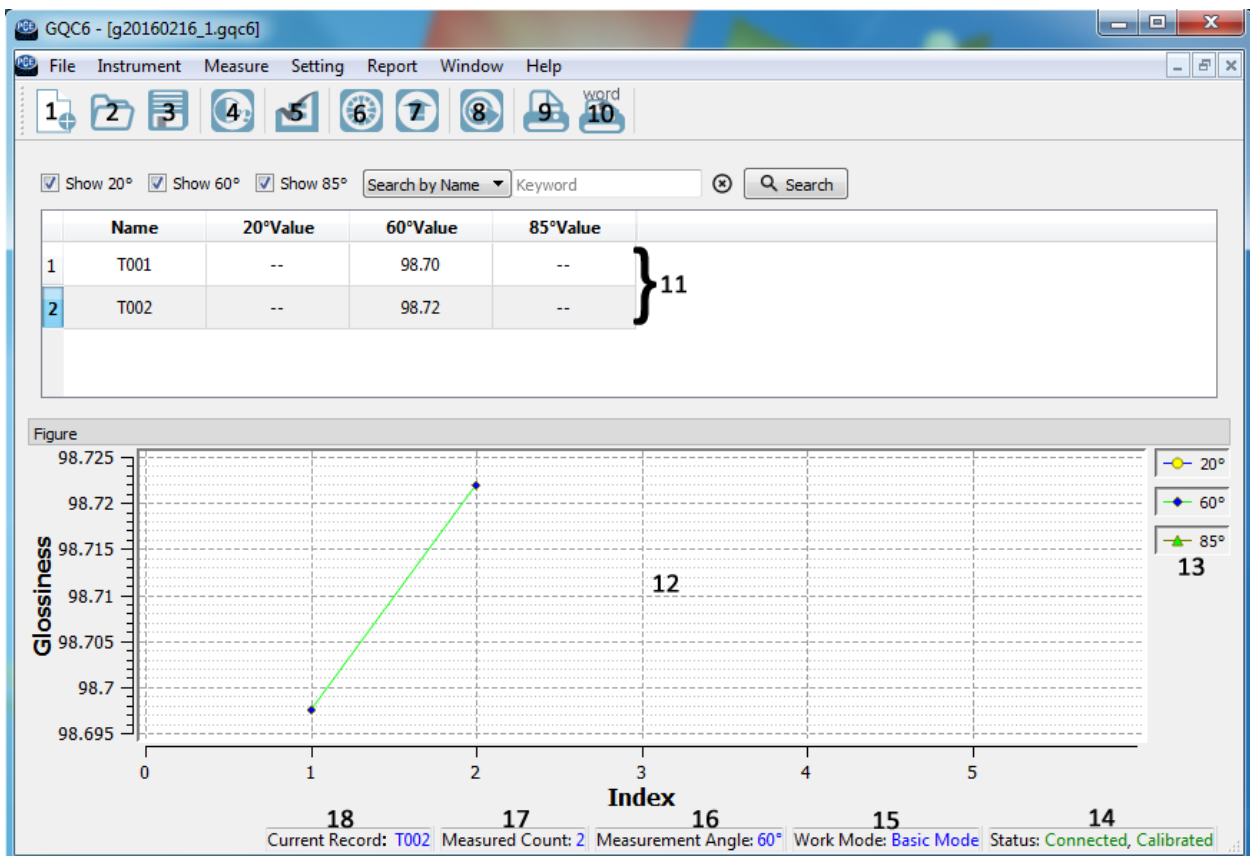 PCE GQC6 - [g20160216_1.gqc6]
PCE File Instrument Measure Setting Report Window Help
word
1 2 3 4 5 6 7 8 9 10
Show 20° Show 60° Show 85° Search by Name Keyword Search
Name 20°Value 60°Value 85°Value
1 T001 -- 98.70 --
11
2 T002 -- 98.72 --
Figure
98.725
20°
98.72
60°
98.715
85°
13
98.71
12
98.705
98.7
98.695
Glossiness
0 1 2 3 4 5
Index
18 17 16 15 14
Current Record: T002 Measured Count: 2 Measurement Angle: 60° Work Mode: Basic Mode Status: Connected, Calibrated